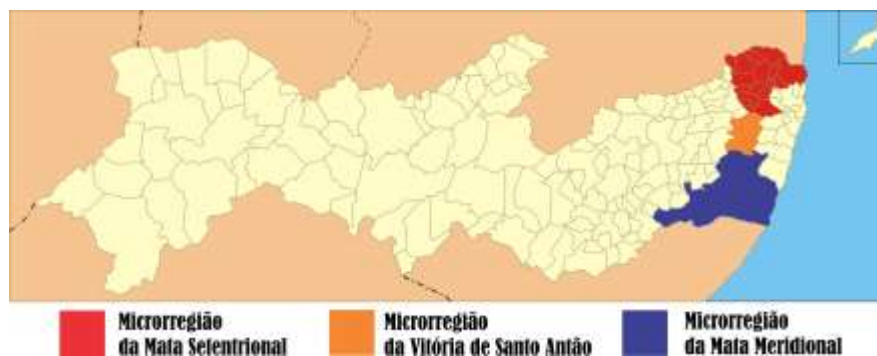 Microrregião
da Mata Setentrional
Microrregião
da Vitória de Santo Antão
Microrregião
da Mata Meridional